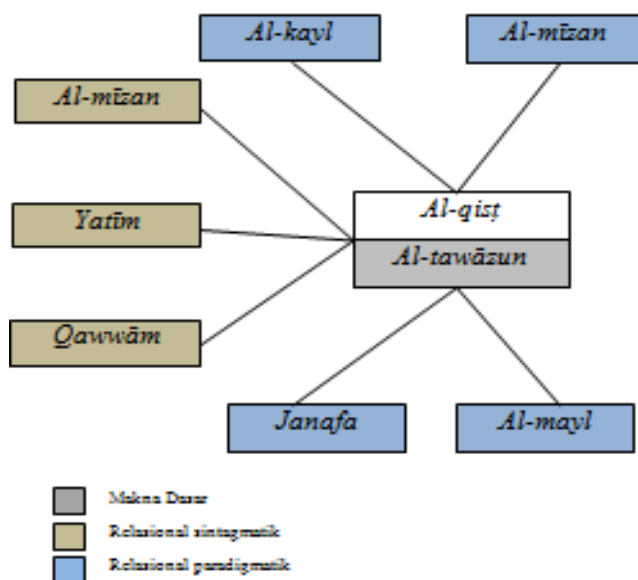 Al-kayl
Al-mīzan
Al-mīzan
Yatīm
Al-qisṭ
Al-tawāzun
Qawwām
Janafa
Al-mayl
Makna Dasar
Relasional sintagmatik
Relasional paradigmatik